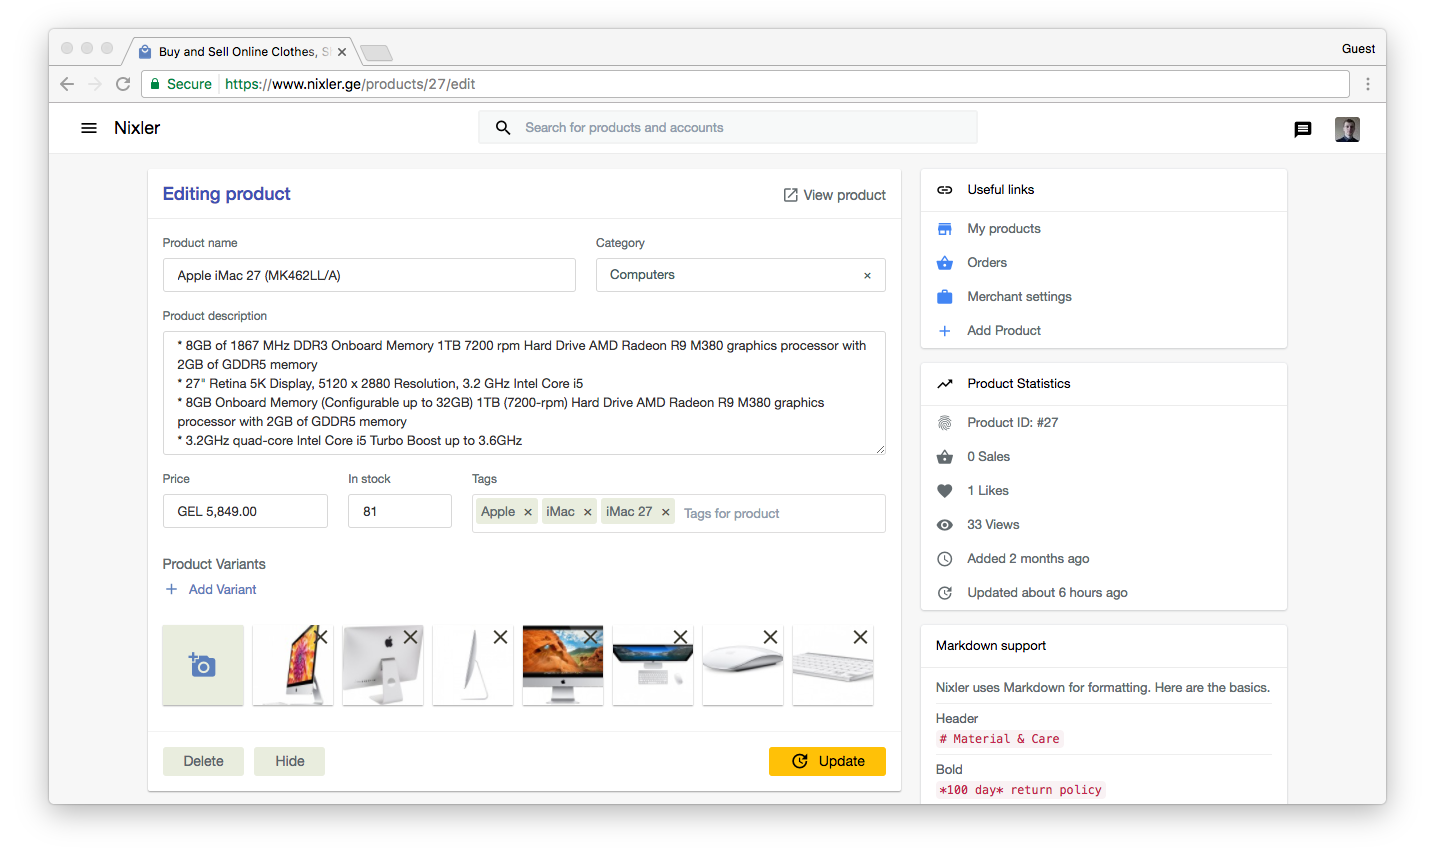 Buy and Sell Online Clothes, S
Guest
Secure https://www.nixler.ge/products/27/edit
Nixler
Search for products and accounts
Editing product
View product
Product name
Category
Apple iMac 27 (MK462LL/A)
Computers ×
Product description
* 8GB of 1867 MHz DDR3 Onboard Memory 1TB 7200 rpm Hard Drive AMD Radeon R9 M380 graphics processor with
2GB of GDDR5 memory
* 27" Retina 5K Display, 5120 x 2880 Resolution, 3.2 GHz Intel Core i5
* 8GB Onboard Memory (Configurable up to 32GB) 1TB (7200-rpm) Hard Drive AMD Radeon R9 M380 graphics
processor with 2GB of GDDR5 memory
* 3.2GHz quad-core Intel Core i5 Turbo Boost up to 3.6GHz
Price
In stock
Tags
GEL 5,849.00
81
Apple × iMac × iMac 27 × Tags for product
Product Variants
+ Add Variant
Delete
Hide
Update
Useful links
My products
Orders
Merchant settings
+ Add Product
Product Statistics
Product ID: #27
0 Sales
1 Likes
33 Views
Added 2 months ago
Updated about 6 hours ago
Markdown support
Nixler uses Markdown for formatting. Here are the basics.
Header
# Material & Care
Bold
*100 day* return policy